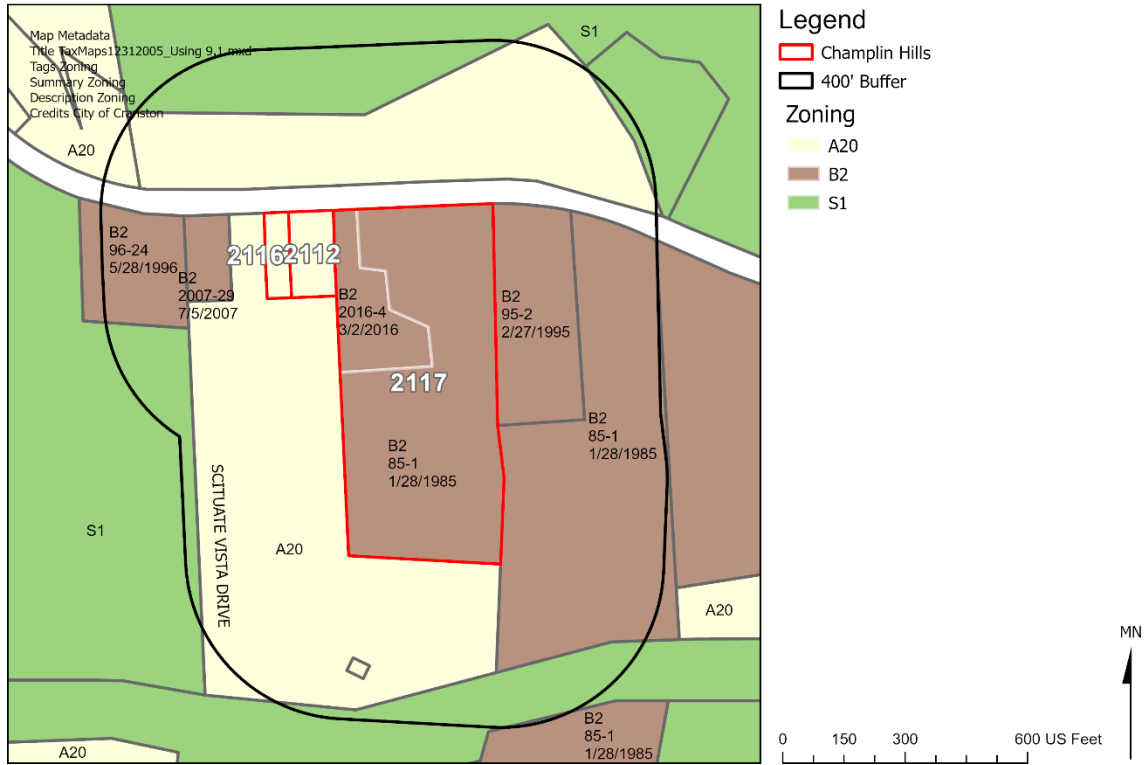 Map Metadata
Title TaxMaps12312005_Using 9.1.mxd
Tags Zoning
Summary Zoning
Description Zoning
Credits City of Cranston
S1
A20
B2
96-24
5/28/1996
B2
2007-29
7/5/2007
2116
2112
B2
2016-4
3/2/2016
2117
B2
95-2
2/27/1995
B2
85-1
1/28/1985
B2
85-1
1/28/1985
S1
SCITUATE VISTA DRIVE
A20
A20
A20
B2
85-1
1/28/1985
Legend
Champlin Hills
400' Buffer
Zoning
A20
B2
S1
MN
0 150 300 600 US Feet